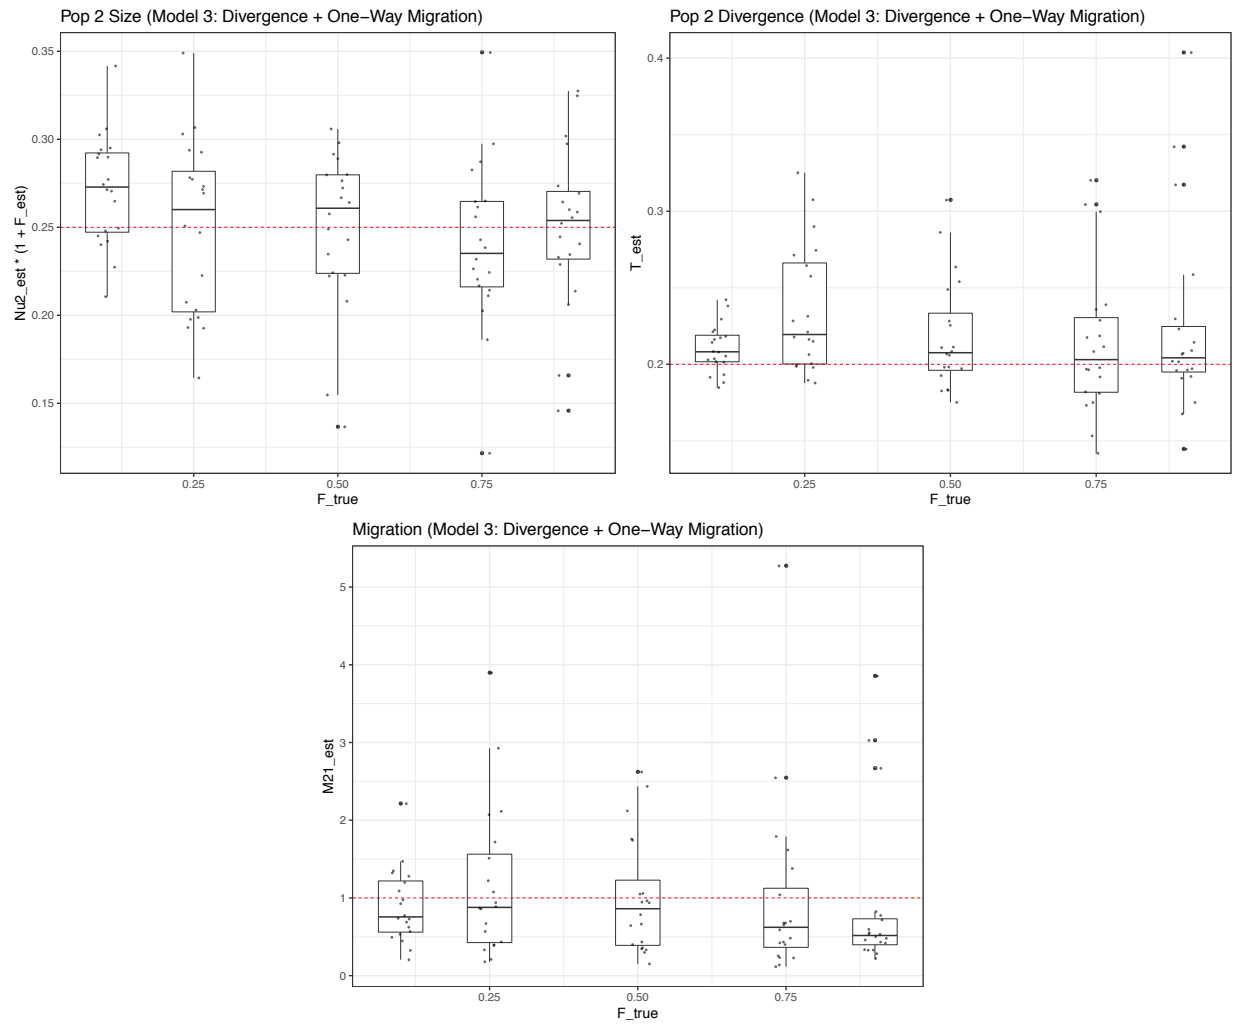 Pop 2 Size (Model 3: Divergence + One−Way Migration)
0.35
0.30
0.25
0.20
0.15
Nu2_est * (1 + F_est)
0.25
0.50
0.75
F_true
Pop 2 Divergence (Model 3: Divergence + One−Way Migration)
0.4
0.3
0.2
T_est
0.25
0.50
0.75
F_true
Migration (Model 3: Divergence + One−Way Migration)
5
4
3
2
1
0
M21_est
0.25
0.50
0.75
F_true